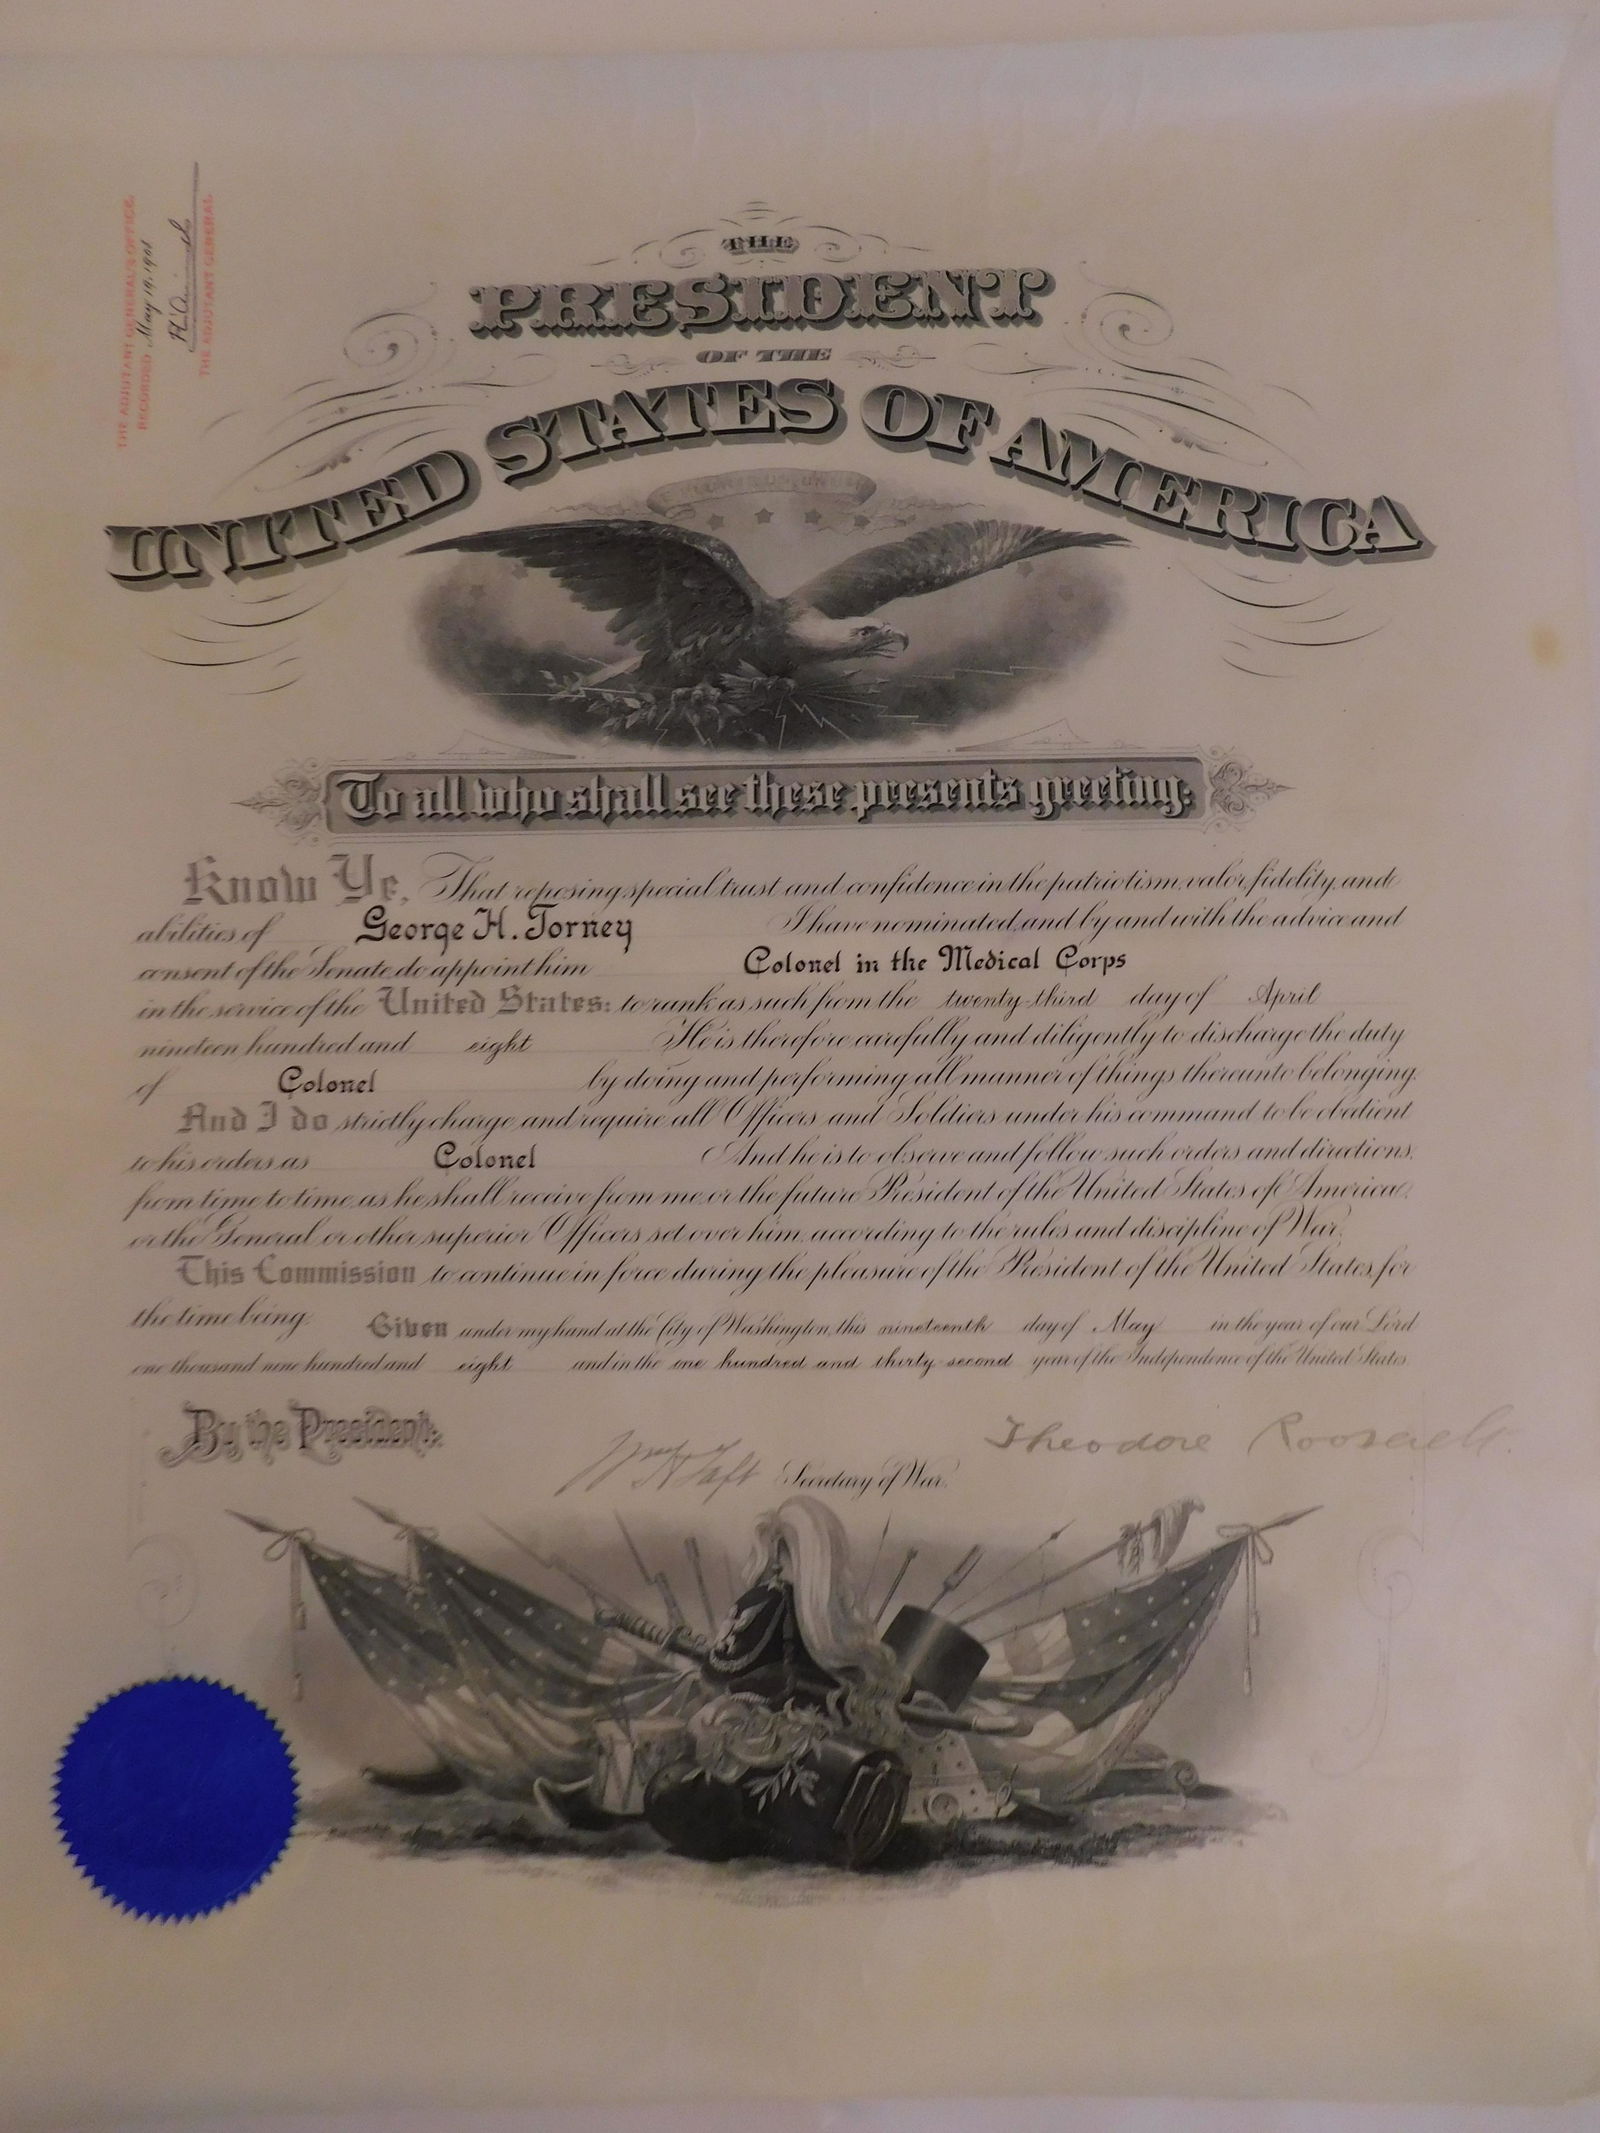 THE ADJUTANT GENERAL'S OFFICE,
RECORDED May 19, 1908
THE ADJUTANT GENERAL
THE
PRESIDENT
OF THE
UNITED STATES OF AMERICA
To all who shall see these presents greeting:
Know Ye, That reposing special trust and confidence in the patriotism, valor, fidelity, and
abilities of George H. Torney I have nominated, and by and with the advice and
consent of the Senate do appoint him Colonel in the Medical Corps
in the service of the United States: to rank as such from the twenty-third day of April
nineteen hundred and eight He is therefore carefully and diligently to discharge the duty
of Colonel by doing and performing all manner of things thereunto belonging.
And I do strictly charge and require all Officers and Soldiers under his command to be obedient
to his orders as Colonel And he is to observe and follow such orders and directions,
from time to time, as he shall receive from me, or the future President of the United States of America,
or the General or other superior Officers set over him, according to the rules and discipline of War.
This Commission to continue in force during the pleasure of the President of the United States, for
the time being. Given under my hand at the City of Washington, this nineteenth day of May in the year of our Lord
one thousand nine hundred and eight and in the one hundred and thirty-second year of the Independence of the United States.
By the President:
Theodore Roosevelt
Wm H Taft Secretary of War.